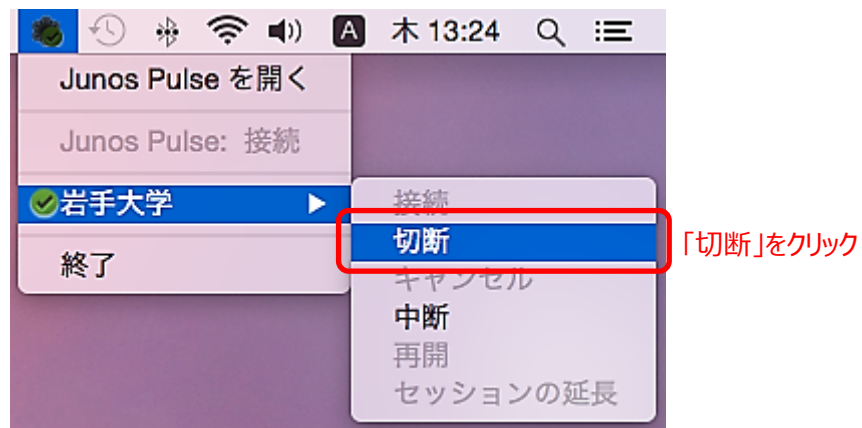 A 木 13:24
Junos Pulse を開く
Junos Pulse: 接続
岩手大学
終了
接続
切断
キャンセル
中断
再開
セッションの延長
「切断」をクリック